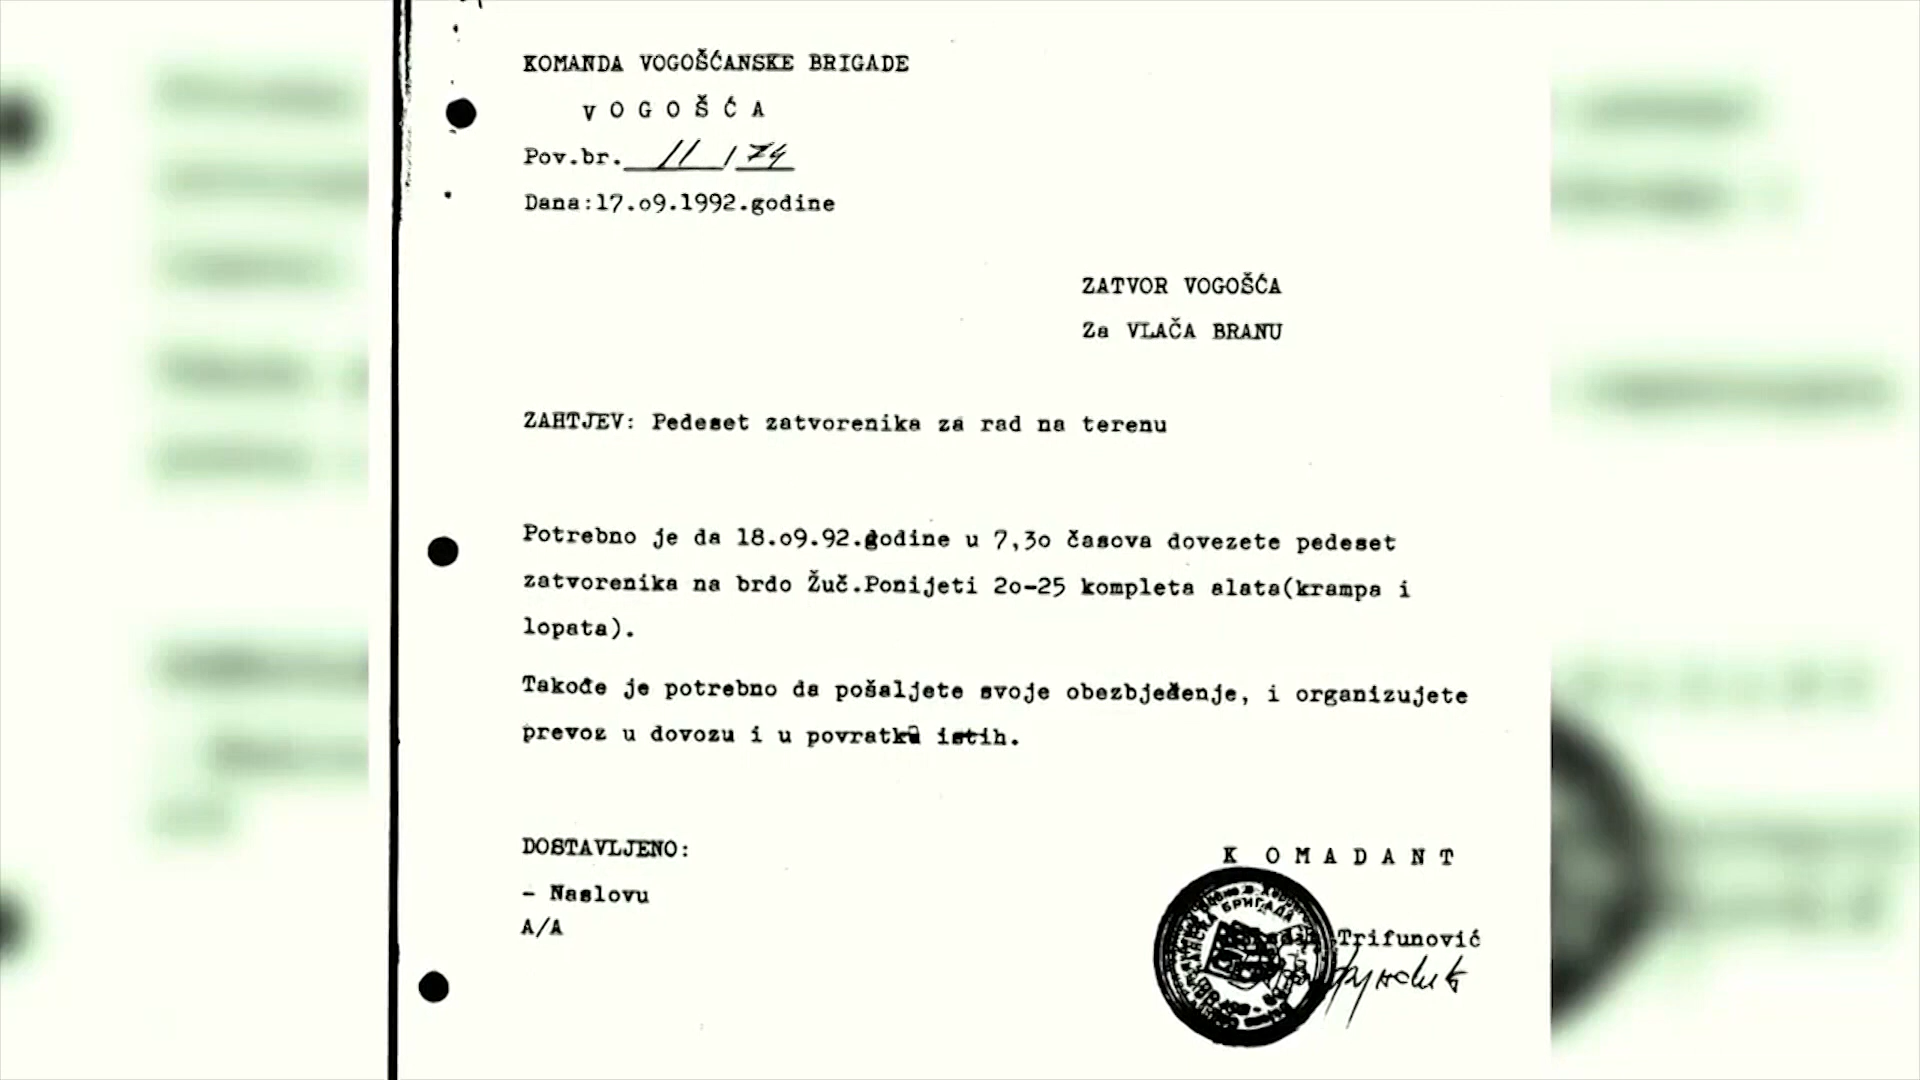 KOMANDA VOGOŠĆANSKE BRIGADE
V O G O Š Ć A
Pov.br. 11 / 74
Dana:17.o9.1992.godine
ZATVOR VOGOŠĆA
Za VLAČA BRANU
ZAHTJEV: Pedeset zatvorenika za rad na terenu
Potrebno je da 18.o9.92.godine u 7,3o časova dovezete pedeset
zatvorenika na brdo Žuč.Ponijeti 2o-25 kompleta alata(krampa i
lopata).
Takođe je potrebno da pošaljete svoje obezbjeđenje, i organizujete
prevoz u dovozu i u povratku istih.
DOSTAVLJENO:
- Naslovu
A/A
K O M A D A N T
Trifunović
БРИГАДА